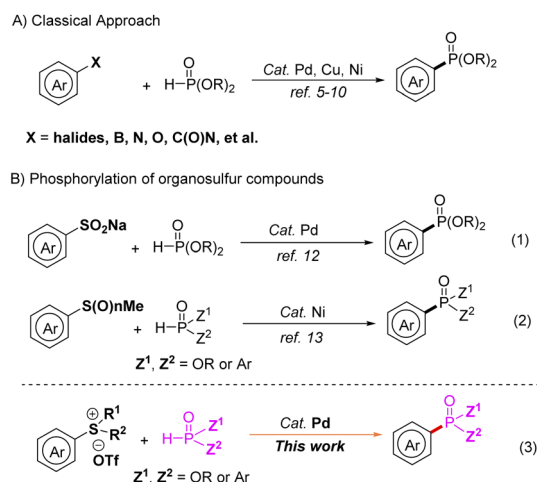 A) Classical Approach
X
Ar
+
O
H–P(OR)2
Cat. Pd, Cu, Ni
ref. 5-10
O
P(OR)2
Ar
X = halides, B, N, O, C(O)N, et al.
B) Phosphorylation of organosulfur compounds
SO2Na
Ar
+
O
H–P(OR)2
Cat. Pd
ref. 12
O
P(OR)2
Ar
(1)
S(O)nMe
Ar
+
O
H–P
Z1
Z2
Cat. Ni
ref. 13
O
P
Z1
Z2
Ar
(2)
Z1, Z2 = OR or Ar
⊕
R1
S
R2
⊖
OTf
Ar
+
O
H–P
Z1
Z2
Cat. Pd
This work
O
P
Z1
Z2
Ar
(3)
Z1, Z2 = OR or Ar